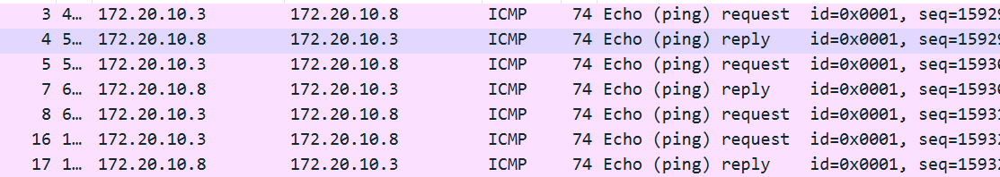 3 4… 172.20.10.3 172.20.10.8 ICMP 74 Echo (ping) request id=0x0001, seq=15929
4 5… 172.20.10.8 172.20.10.3 ICMP 74 Echo (ping) reply id=0x0001, seq=15929
5 5… 172.20.10.3 172.20.10.8 ICMP 74 Echo (ping) request id=0x0001, seq=15930
7 6… 172.20.10.8 172.20.10.3 ICMP 74 Echo (ping) reply id=0x0001, seq=15930
8 6… 172.20.10.3 172.20.10.8 ICMP 74 Echo (ping) request id=0x0001, seq=15931
16 1… 172.20.10.3 172.20.10.8 ICMP 74 Echo (ping) request id=0x0001, seq=15932
17 1… 172.20.10.8 172.20.10.3 ICMP 74 Echo (ping) reply id=0x0001, seq=15932